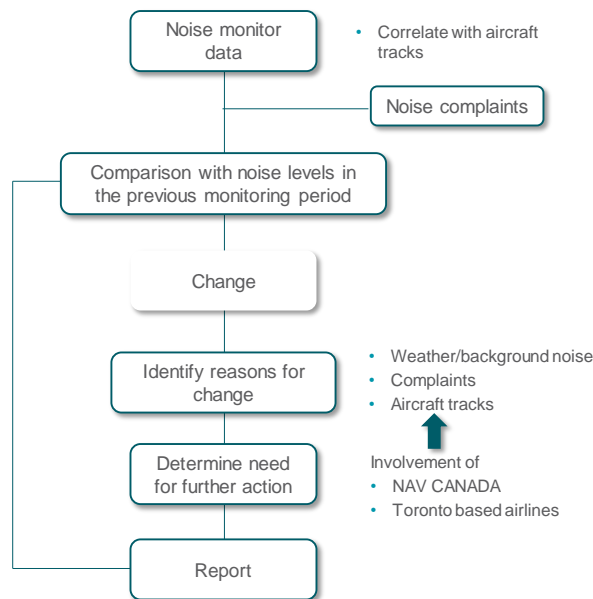 Noise monitor
data
• Correlate with aircraft
tracks
Noise complaints
Comparison with noise levels in
the previous monitoring period
Change
Identify reasons for
change
• Weather/background noise
• Complaints
• Aircraft tracks
Determine need
for further action
Involvement of
• NAV CANADA
• Toronto based airlines
Report